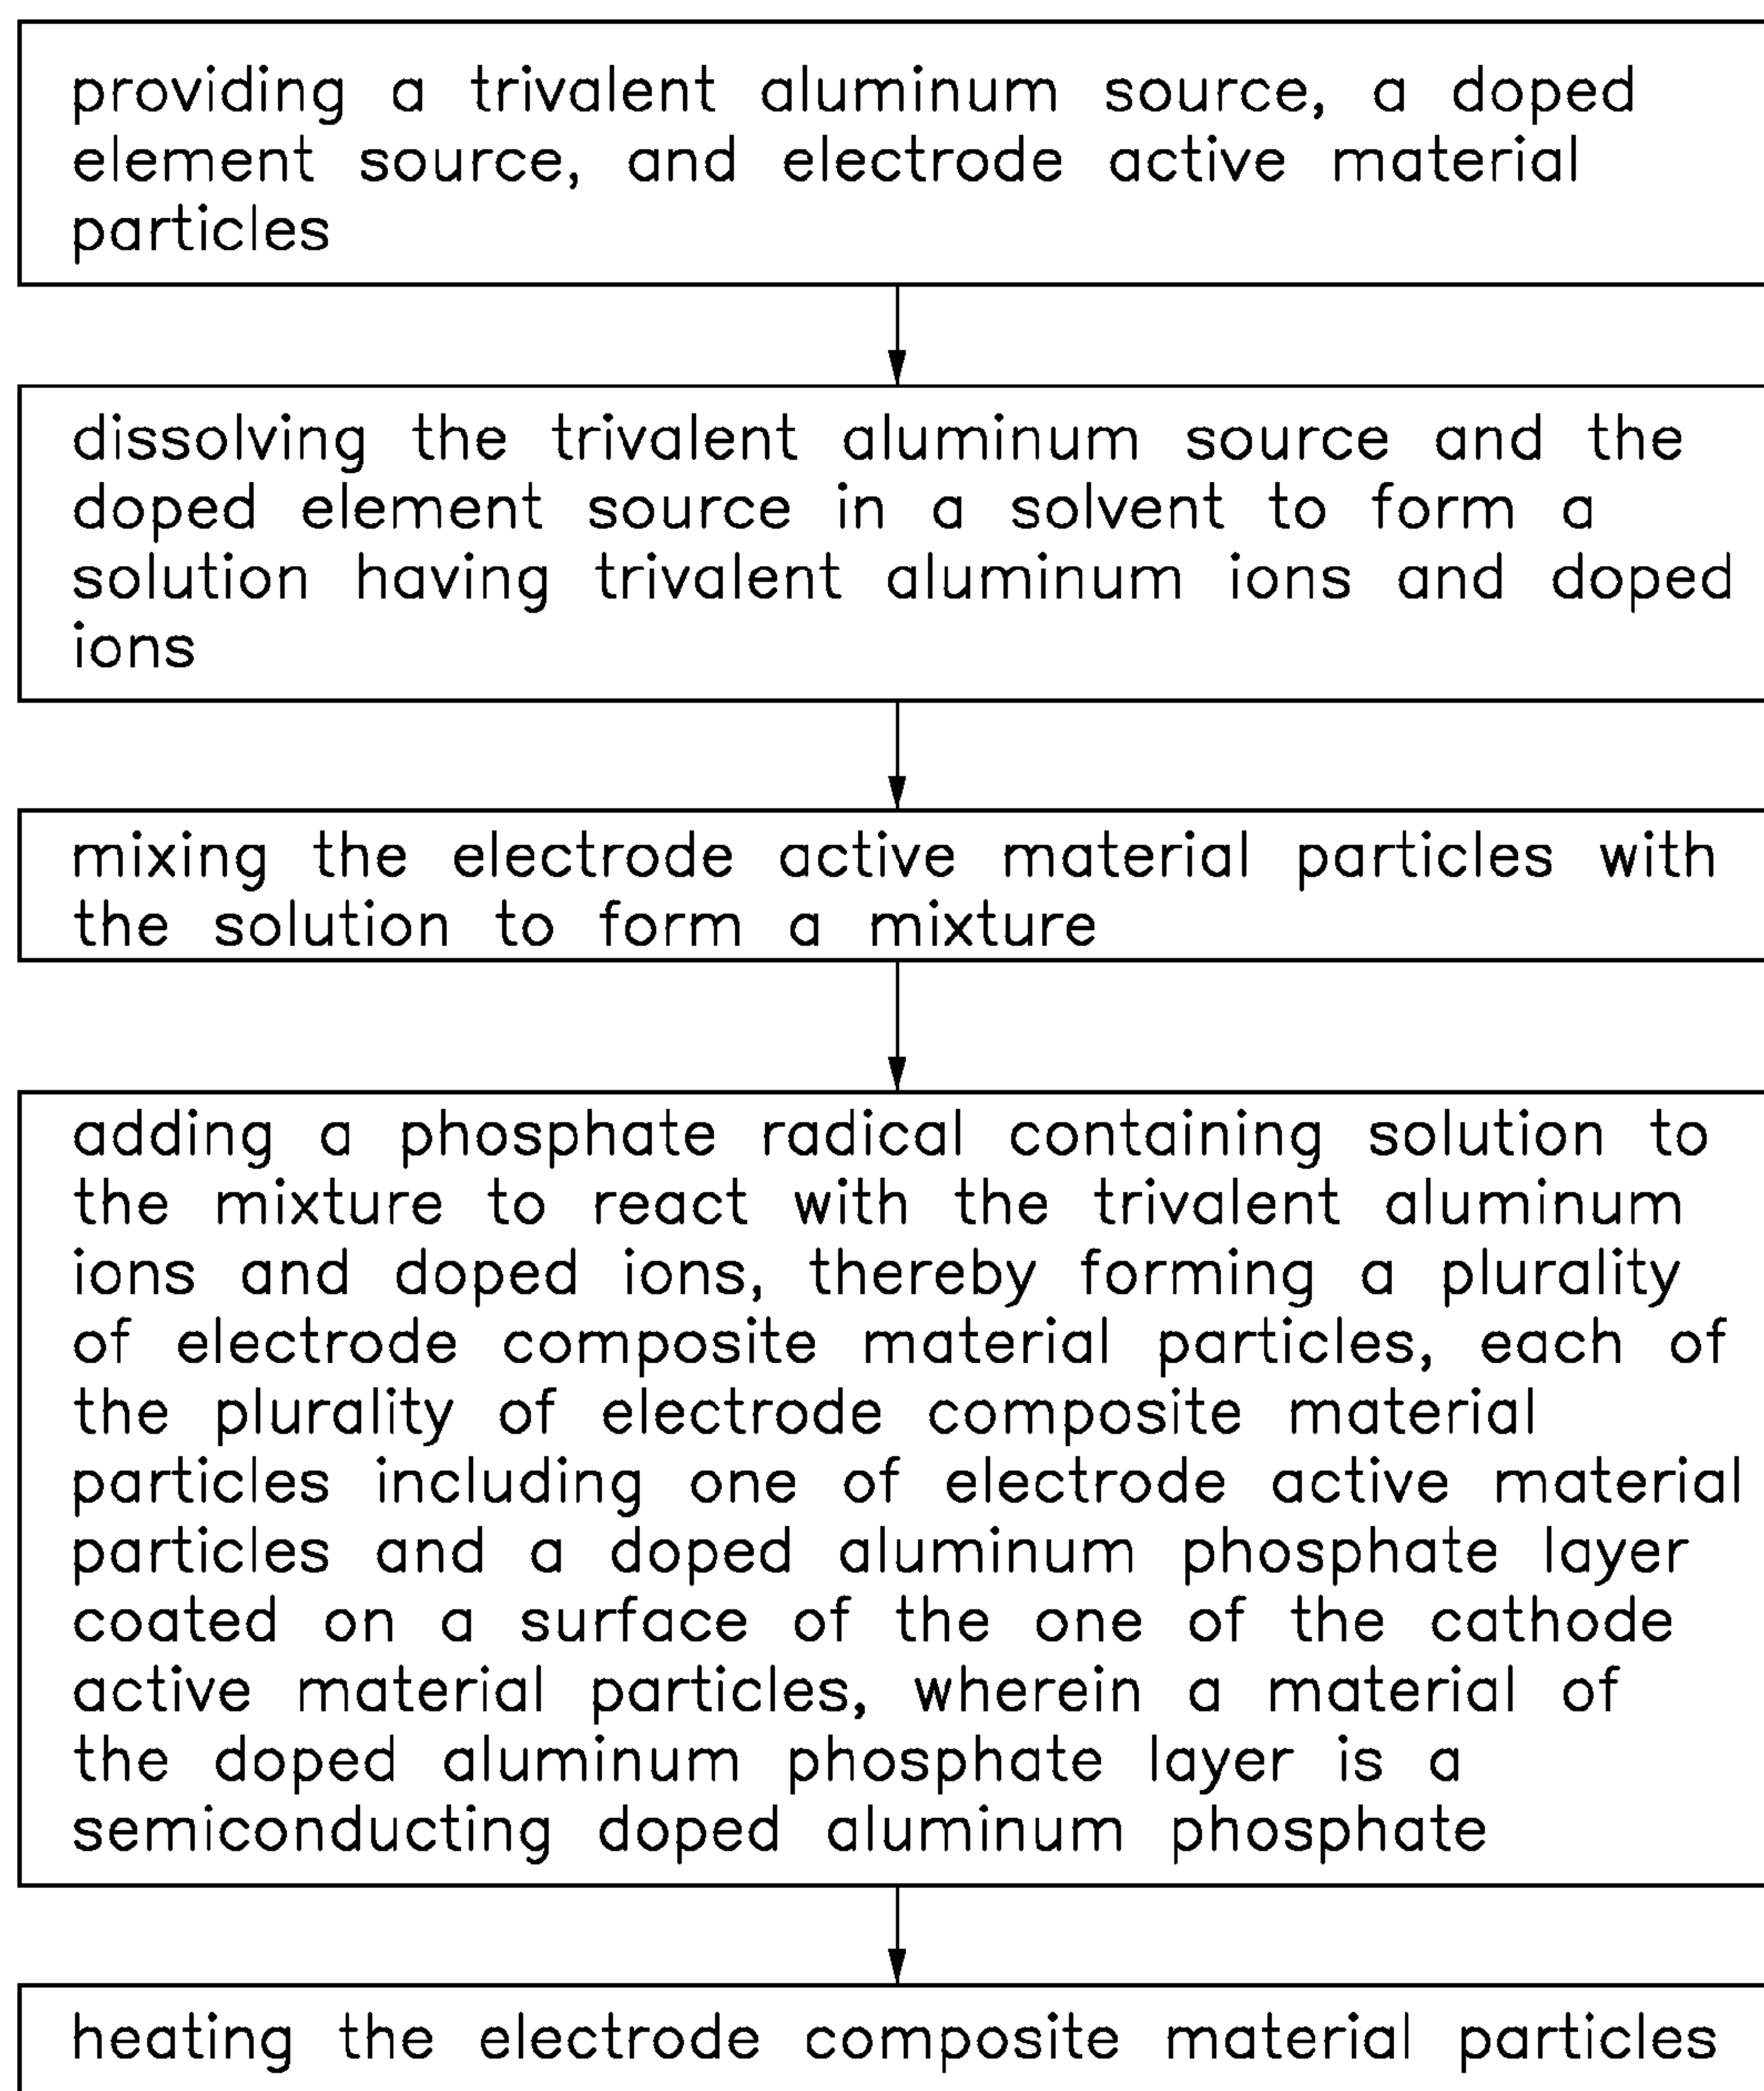 providing a trivalent aluminum source, a doped
element source, and electrode active material
particles
dissolving the trivalent aluminum source and the
doped element source in a solvent to form a
solution having trivalent aluminum ions and doped
ions
mixing the electrode active material particles with
the solution to form a mixture
adding a phosphate radical containing solution to
the mixture to react with the trivalent aluminum
ions and doped ions, thereby forming a plurality
of electrode composite material particles, each of
the plurality of electrode composite material
particles including one of electrode active material
particles and a doped aluminum phosphate layer
coated on a surface of the one of the cathode
active material particles, wherein a material of
the doped aluminum phosphate layer is a
semiconducting doped aluminum phosphate
heating the electrode composite material particles